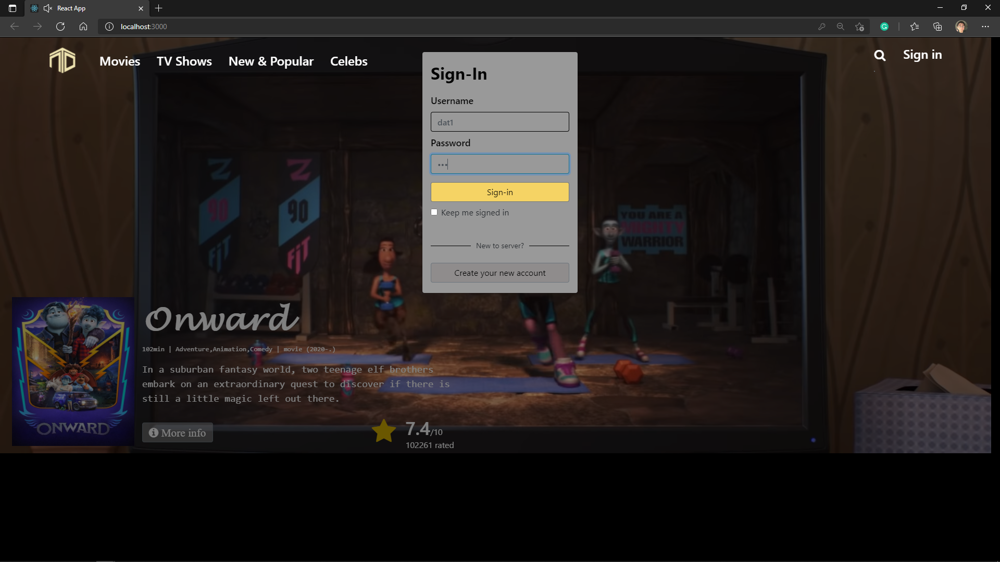 React App
localhost:3000
Movies TV Shows New & Popular Celebs
Sign in
Sign-In
Username
dat1
Password
•••
Sign-in
Keep me signed in
New to server?
Create your new account
Z
90
FiT
Z
90
FiT
YOU ARE A
MIGHTY
WARRIOR
Onward
102min | Adventure,Animation,Comedy | movie (2020-.)
In a suburban fantasy world, two teenage elf brothers
embark on an extraordinary quest to discover if there is
still a little magic left out there.
ONWARD
More info
7.4/10
102261 rated